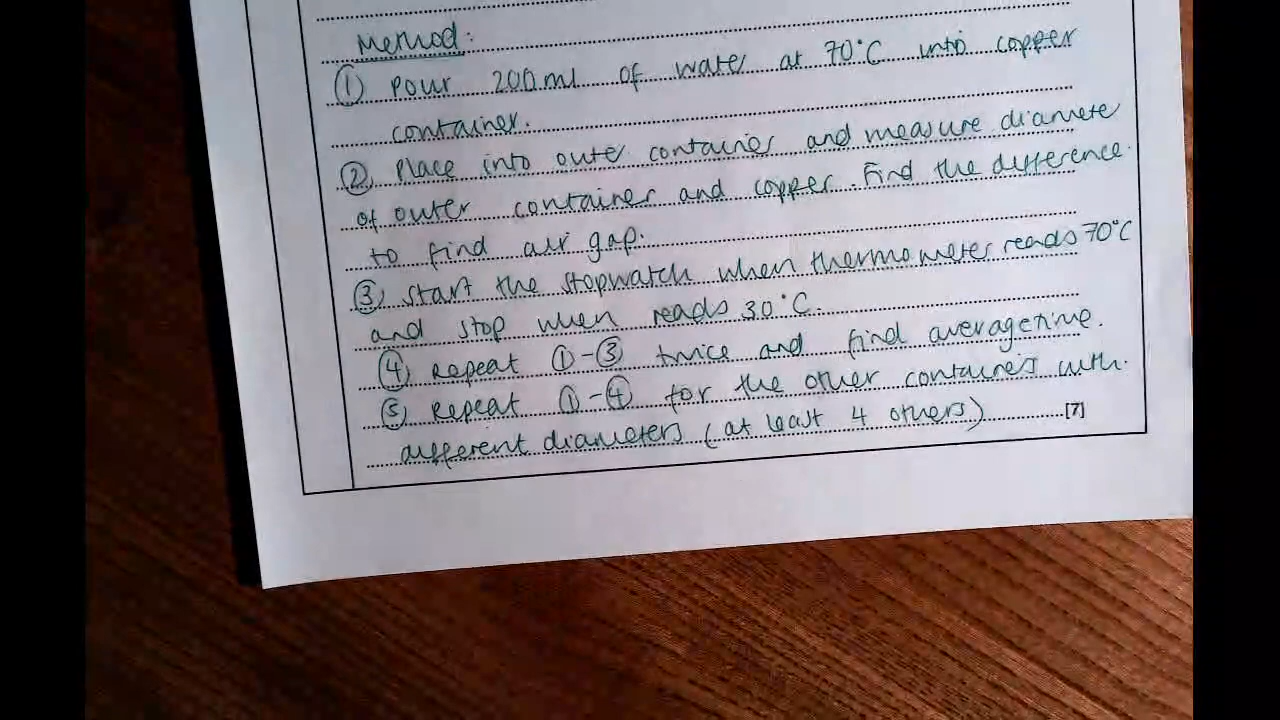 Method:
① Pour 200ml of water at 70°C into copper
container.
② Place into outer container and measure diameter
of outer container and copper. Find the difference
to find air gap.
③ Start the stopwatch when thermometer reads 70°C
and stop when reads 30°C.
④ Repeat ①-③ twice and find average time.
⑤ Repeat ①-④ for the other containers with
different diameters (at least 4 others)
[7]